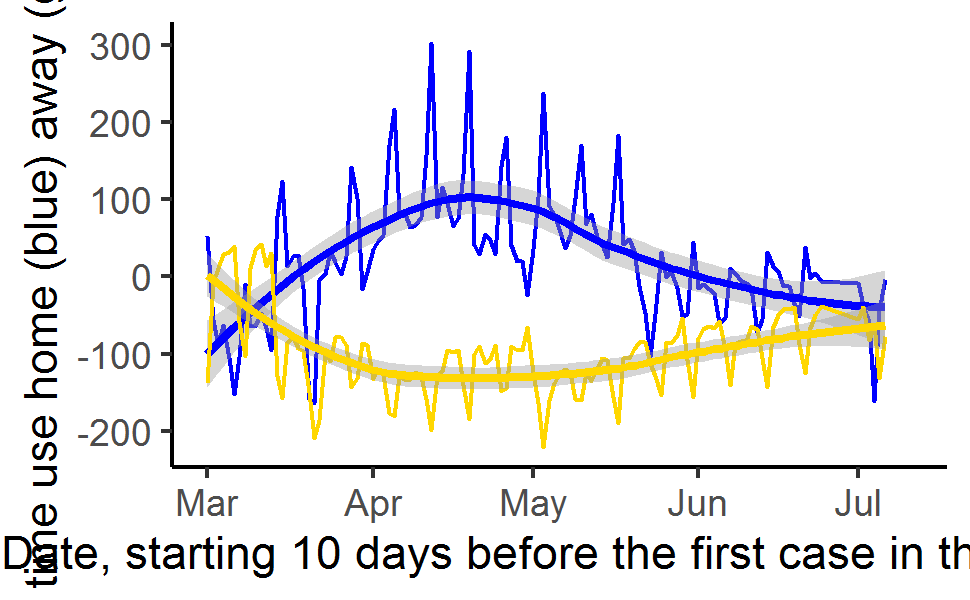 time use home (blue) away (
300
200
100
0
-100
-200
Mar Apr May Jun Jul
Date, starting 10 days before the first case in th